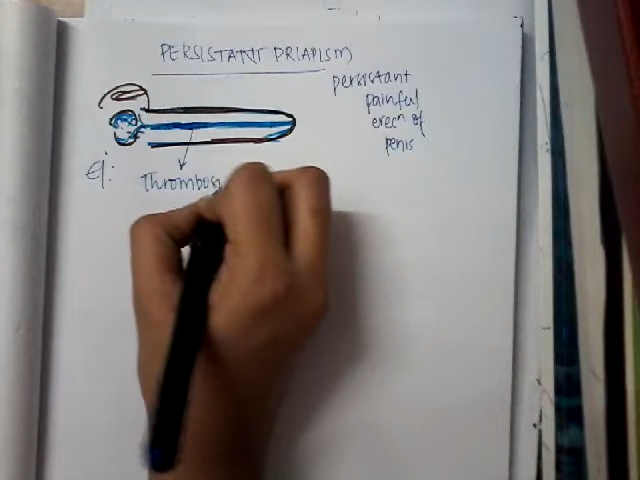 PERSISTANT PRIAPISM
persistant
painful
erecⁿ of
penis
Eg:
Thrombos